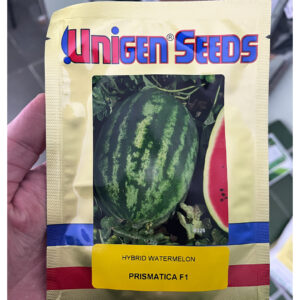 UNIGEN® SEEDS
HYBRID WATERMELON
PRISMATICA F1